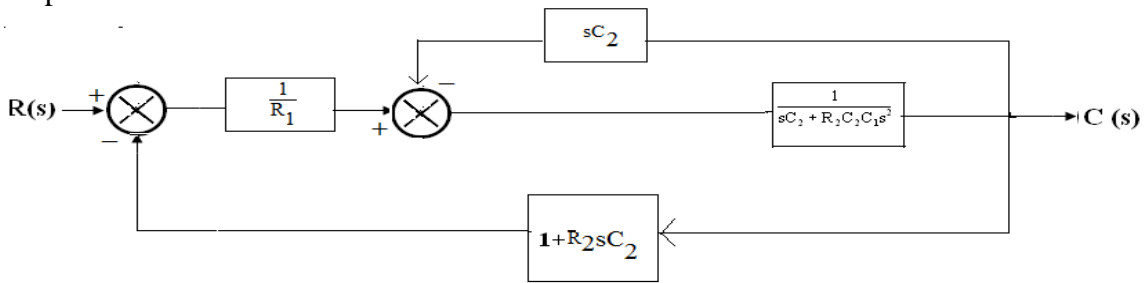 sC₂
R(s)
+
−
1
R₁
+
−
1
sC₂ + R₂C₂C₁s²
C (s)
1+R₂sC₂